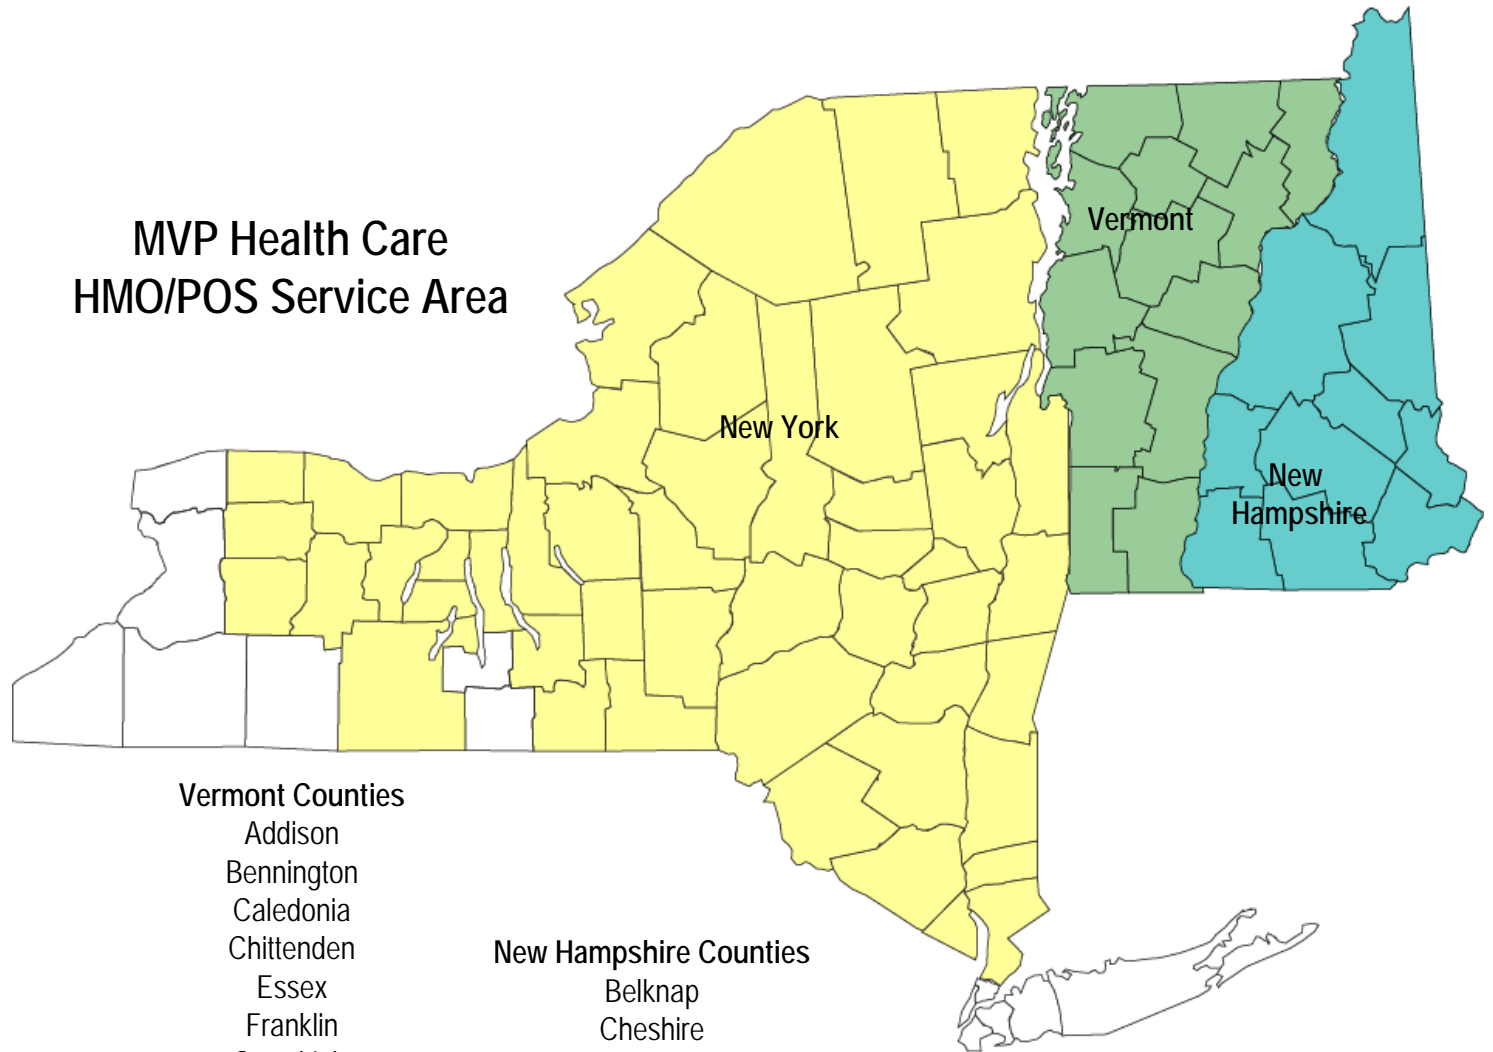 MVP Health Care
HMO/POS Service Area
Vermont
New York
New
Hampshire
Vermont Counties
Addison
Bennington
Caledonia
Chittenden
Essex
Franklin
New Hampshire Counties
Belknap
Cheshire